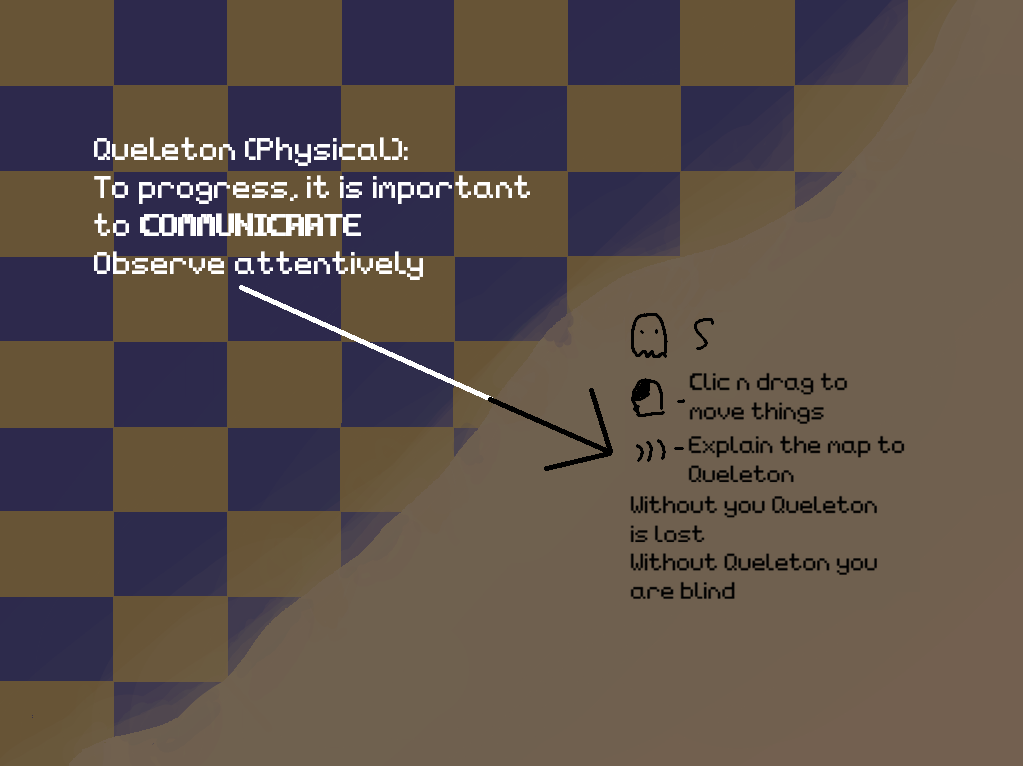 Queleton (Physical):
To progress, it is important
to COMMUNICRATE
Observe attentively
S
Clic n drag to
- move things
))) - Explain the map to
Queleton
Without you Queleton
is lost
Without Queleton you
are blind